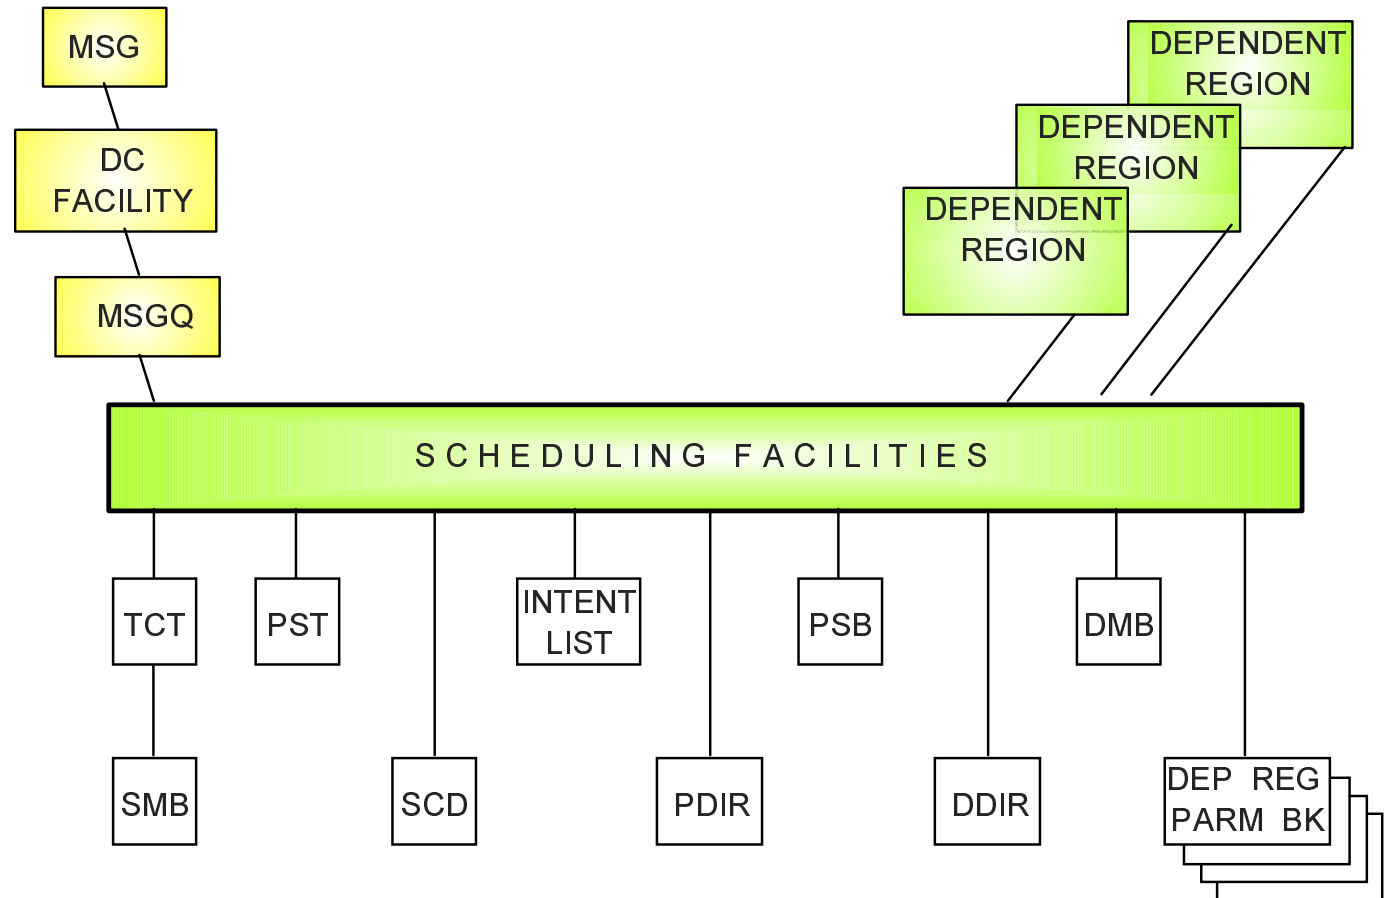 MSG
DC
FACILITY
MSGQ
DEPENDENT
REGION
DEPENDENT
REGION
DEPENDENT
REGION
SCHEDULING FACILITIES
TCT
PST
INTENT
LIST
PSB
DMB
SMB
SCD
PDIR
DDIR
DEP REG
PARM BK